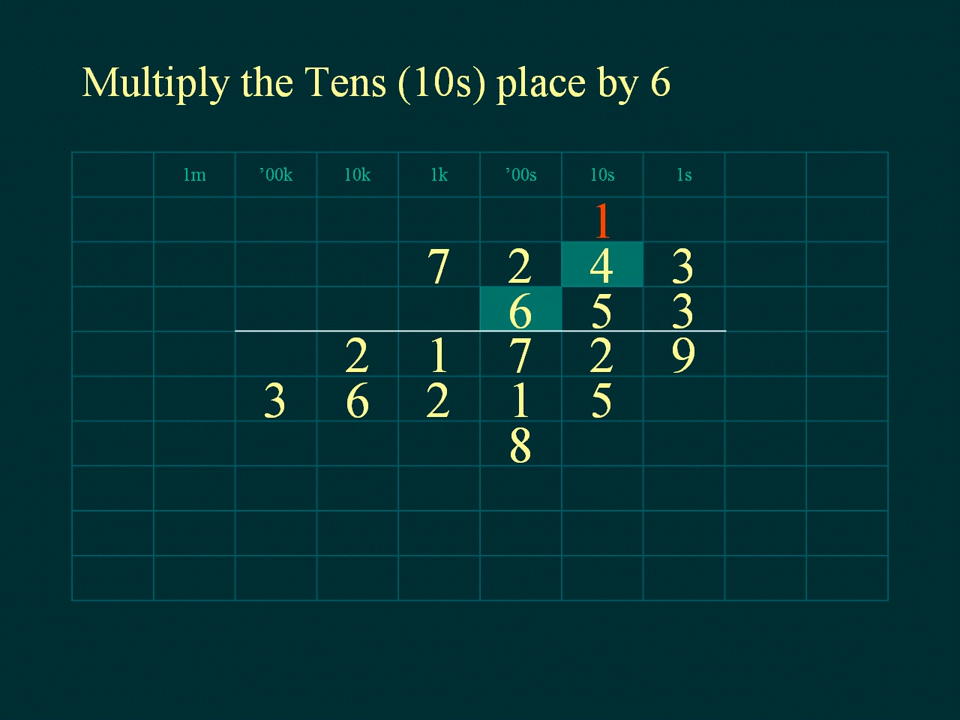 Multiply the Tens (10s) place by 6
1m ’00k 10k 1k ’00s 10s 1s
1
7 2 4 3
6 5 3
2 1 7 2 9
3 6 2 1 5
8